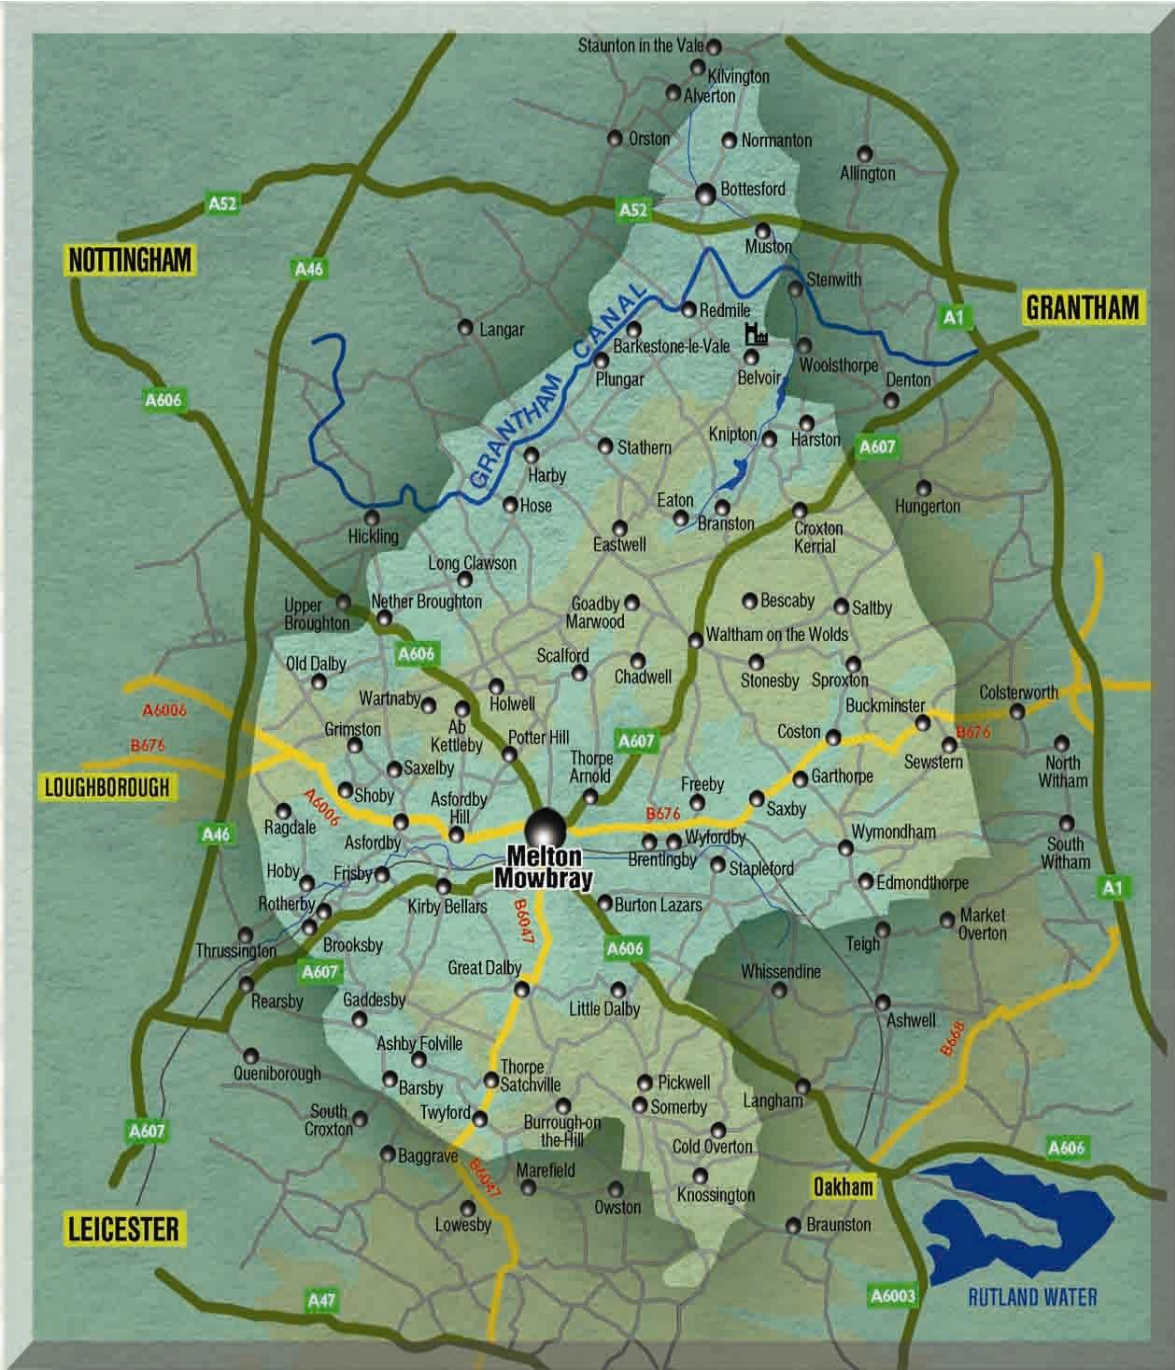 Staunton in the Vale
Kilvington
Alverton
Orston
Normanton
Allington
Bottesford
A52
A52
Muston
NOTTINGHAM
A46
Stenwith
GRANTHAM
Redmile
A1
Langar
GRANTHAM CANAL
Barkestone-le-Vale
Woolsthorpe
Plungar
Belvoir
Denton
A606
Knipton
Harston
Stathern
A607
Harby
Hose
Eaton
Branston
Hungerton
Hickling
Eastwell
Croxton
Kerrial
Long Clawson
Upper
Broughton
Nether Broughton
Goadby
Marwood
Bescaby
Saltby
Waltham on the Wolds
A606
Scalford
Old Dalby
Chadwell
Stonesby
Sproxton
Wartnaby
Holwell
Colsterworth
A6006
Buckminster
Ab
Kettleby
Grimston
Potter Hill
A607
Coston
B676
B676
Sewstern
Thorpe
Arnold
North
Witham
Saxelby
Garthorpe
LOUGHBOROUGH
Shoby
A6006
Asfordby
Hill
Freeby
Saxby
Ragdale
B676
A46
Asfordby
Wyfordby
Wymondham
South
Witham
Melton
Mowbray
Brentingby
Stapleford
Hoby
Frisby
Edmondthorpe
A1
Rotherby
Kirby Bellars
Burton Lazars
Market
Overton
B6047
Thrussington
Brooksby
A606
Teigh
A607
Great Dalby
Whissendine
Rearsby
Gaddesby
Little Dalby
Ashwell
B668
Ashby Folville
Queniborough
Barsby
Thorpe
Satchville
Pickwell
Langham
South
Croxton
Twyford
Burrough-on
the-Hill
Somerby
A607
Cold Overton
A606
Baggrave
B6047
Marefield
Oakham
Knossington
Owston
LEICESTER
Lowesby
Braunston
A47
A6003
RUTLAND WATER